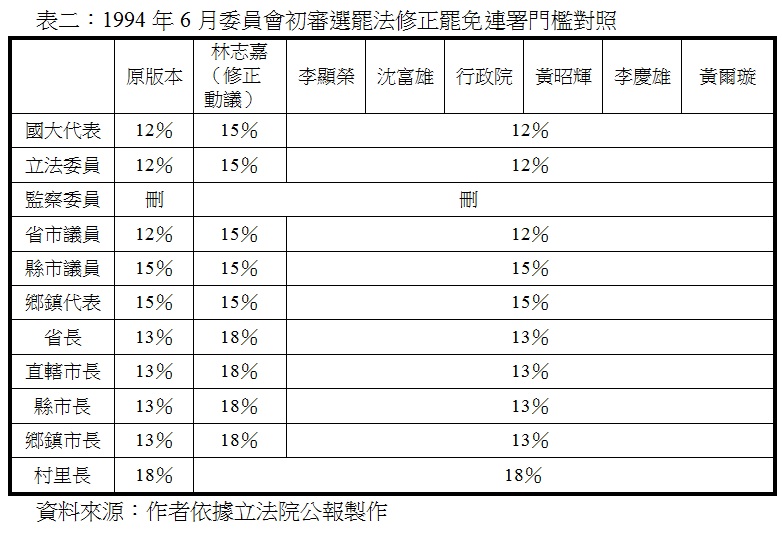 表二：1994 年 6 月委員會初審選罷法修正罷免連署門檻對照
原版本 林志嘉（修正動議） 李顯榮 沈富雄 行政院 黃昭輝 李慶雄 黃爾璇
國大代表 12% 15% 12%
立法委員 12% 15% 12%
監察委員 刪 刪
省市議員 12% 15% 12%
縣市議員 15% 15% 15%
鄉鎮代表 15% 15% 15%
省長 13% 18% 13%
直轄市長 13% 18% 13%
縣市長 13% 18% 13%
鄉鎮市長 13% 18% 13%
村里長 18% 18%
資料來源：作者依據立法院公報製作